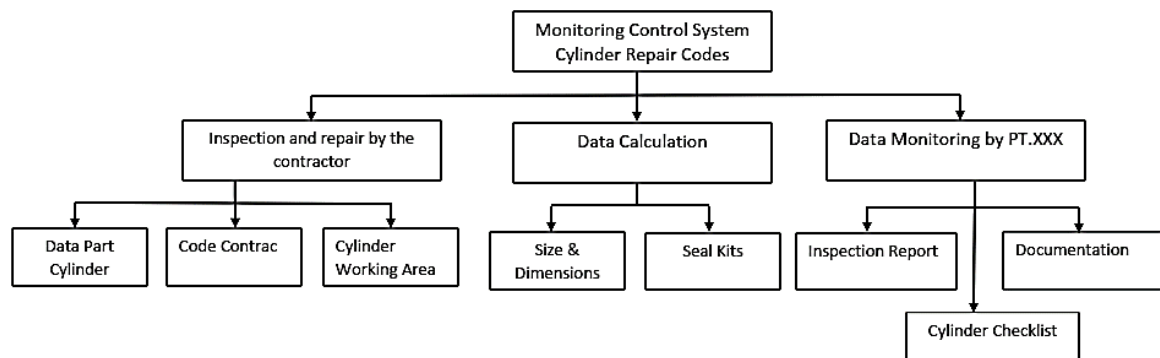 Monitoring Control System
Cylinder Repair Codes
Inspection and repair by the
contractor
Data Calculation
Data Monitoring by PT.XXX
Data Part
Cylinder
Code Contrac
Cylinder
Working Area
Size &
Dimensions
Seal Kits
Inspection Report
Documentation
Cylinder Checklist